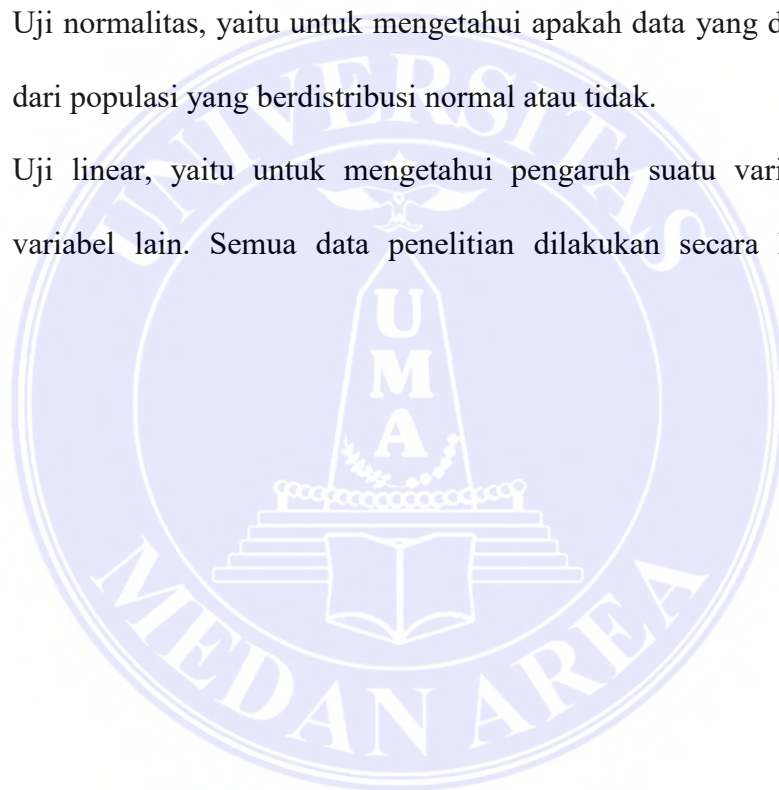 Uji normalitas, yaitu untuk mengetahui apakah data yang
dari populasi yang berdistribusi normal atau tidak.
Uji linear, yaitu untuk mengetahui pengaruh suatu
variabel lain. Semua data penelitian dilakukan secara
UNIVERSITAS
UMA
MEDAN AREA